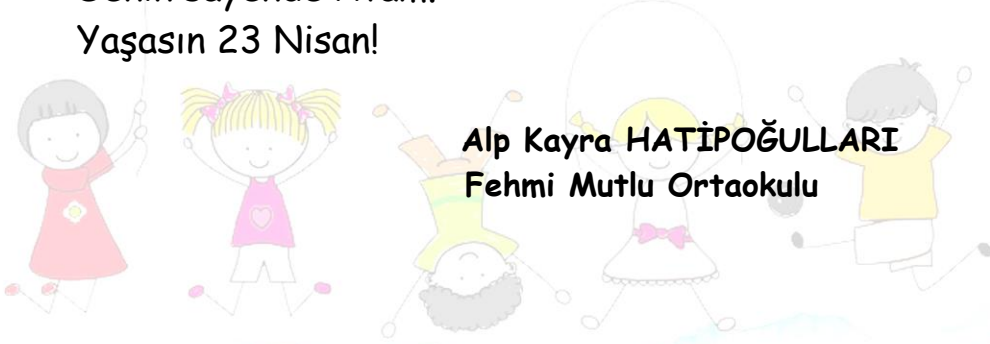 Yaşasın 23 Nisan!
Alp Kayra HATİPOĞULLARI
Fehmi Mutlu Ortaokulu